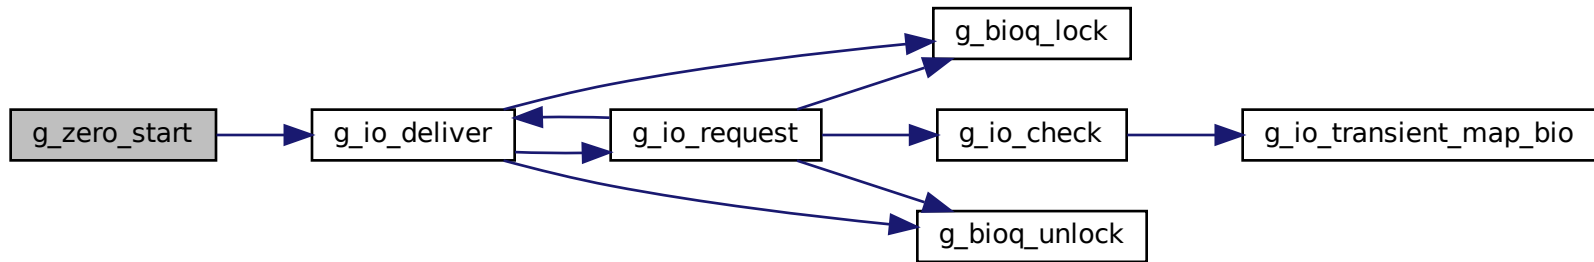 g_bioq_lock
g_zero_start
g_io_deliver
g_io_request
g_io_check
g_io_transient_map_bio
g_bioq_unlock